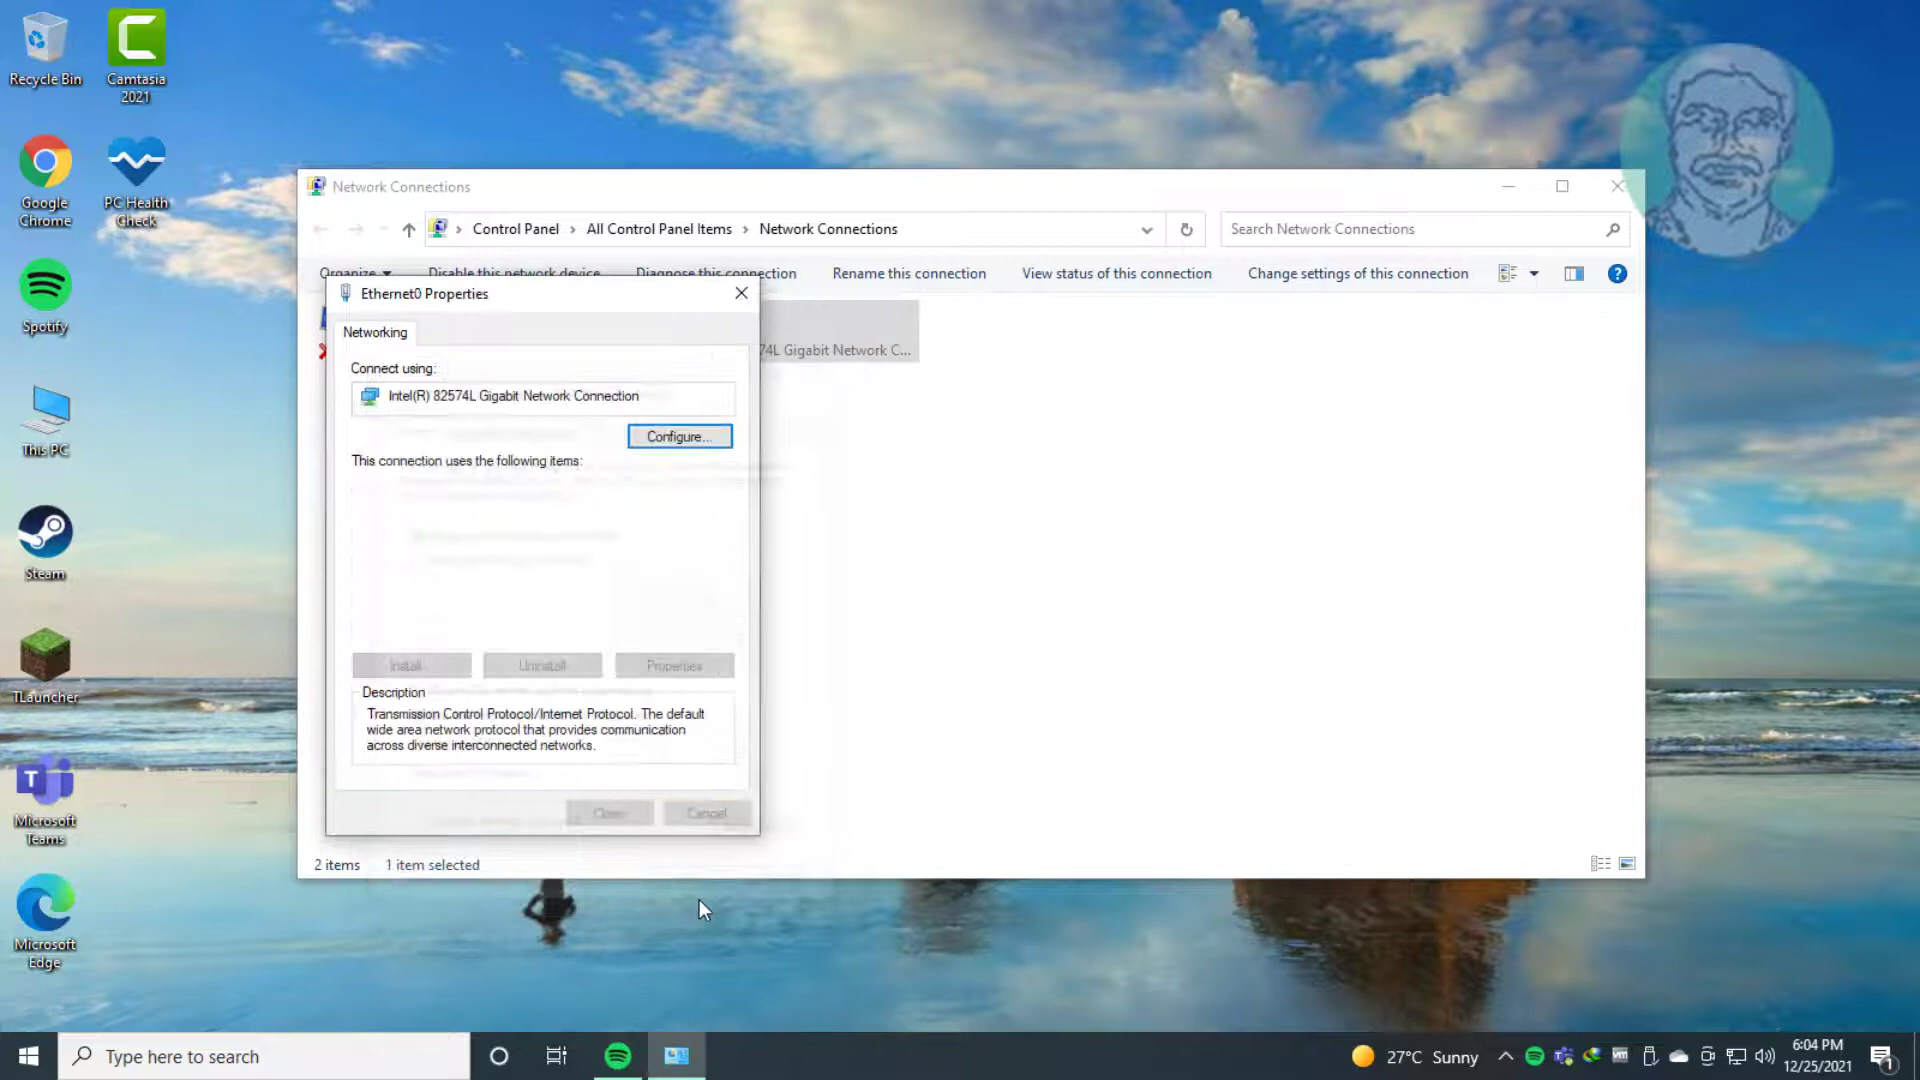 Recycle Bin
Camtasia
2021
Google
Chrome
PC Health
Check
Spotify
This PC
Steam
TLauncher
Microsoft
Teams
Microsoft
Edge
Network Connections
Control Panel › All Control Panel Items › Network Connections
Search Network Connections
Organize
Disable this network device
Diagnose this connection
Rename this connection
View status of this connection
Change settings of this connection
74L Gigabit Network C...
Ethernet0 Properties
Networking
Connect using:
Intel(R) 82574L Gigabit Network Connection
Configure...
This connection uses the following items:
Install...
Uninstall
Properties
Description
Transmission Control Protocol/Internet Protocol. The default
wide area network protocol that provides communication
across diverse interconnected networks.
Close
Cancel
2 items
1 item selected
Type here to search
27°C Sunny
vm
6:04 PM
12/25/2021
1